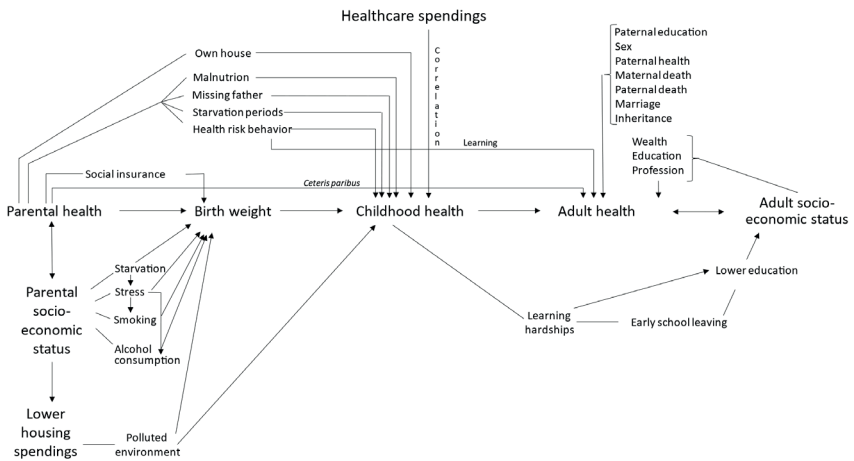 Healthcare spendings
Own house
Malnutrion
Missing father
Starvation periods
Health risk behavior
Correlation
Learning
Paternal education
Sex
Paternal health
Maternal death
Paternal death
Marriage
Inheritance
Wealth
Education
Profession
Social insurance
Ceteris paribus
Parental health
Birth weight
Childhood health
Adult health
Adult socio-
economic status
Parental
socio-
economic
status
Starvation
Stress
Smoking
Alcohol
consumption
Lower education
Learning
hardships
Early school leaving
Lower
housing
spendings
Polluted
environment